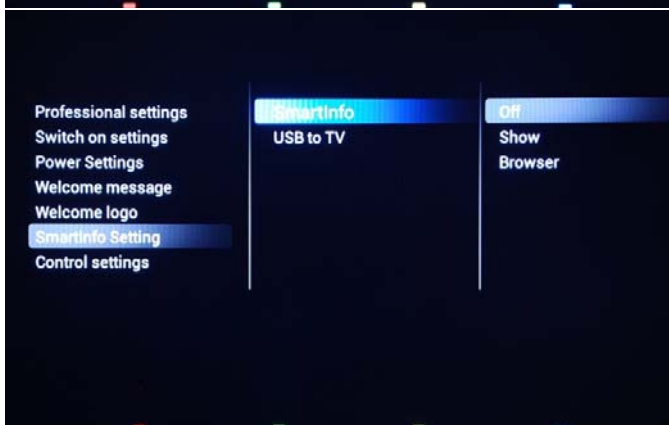 Professional settings
Switch on settings
Power Settings
Welcome message
Welcome logo
SmartInfo Setting
Control settings
SmartInfo
USB to TV
Off
Show
Browser